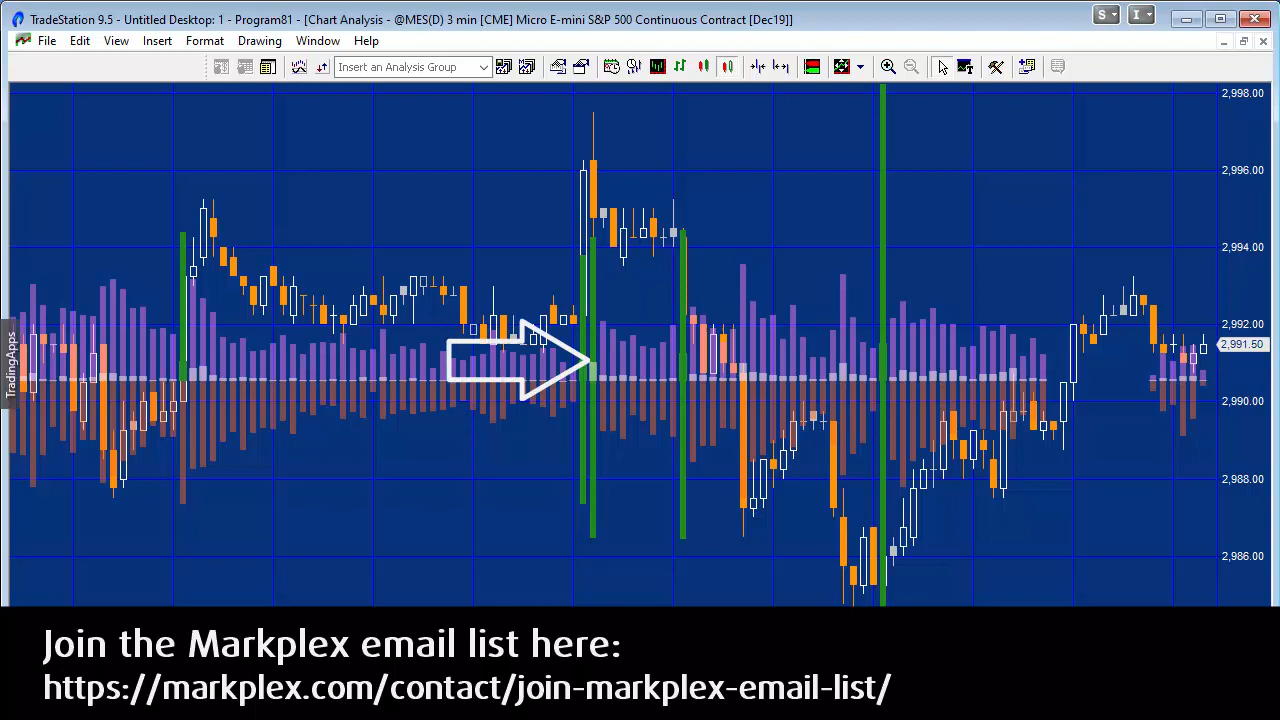 TradeStation 9.5 - Untitled Desktop: 1 - Program81 - [Chart Analysis - @MES(D) 3 min [CME] Micro E-mini S&P 500 Continuous Contract [Dec19]]
S
I
File Edit View Insert Format Drawing Window Help
Insert an Analysis Group
2,998.00
2,996.00
2,994.00
2,992.00
2,991.50
2,990.00
2,988.00
2,986.00
TradingApps
Join the Markplex email list here:
https://markplex.com/contact/join-markplex-email-list/